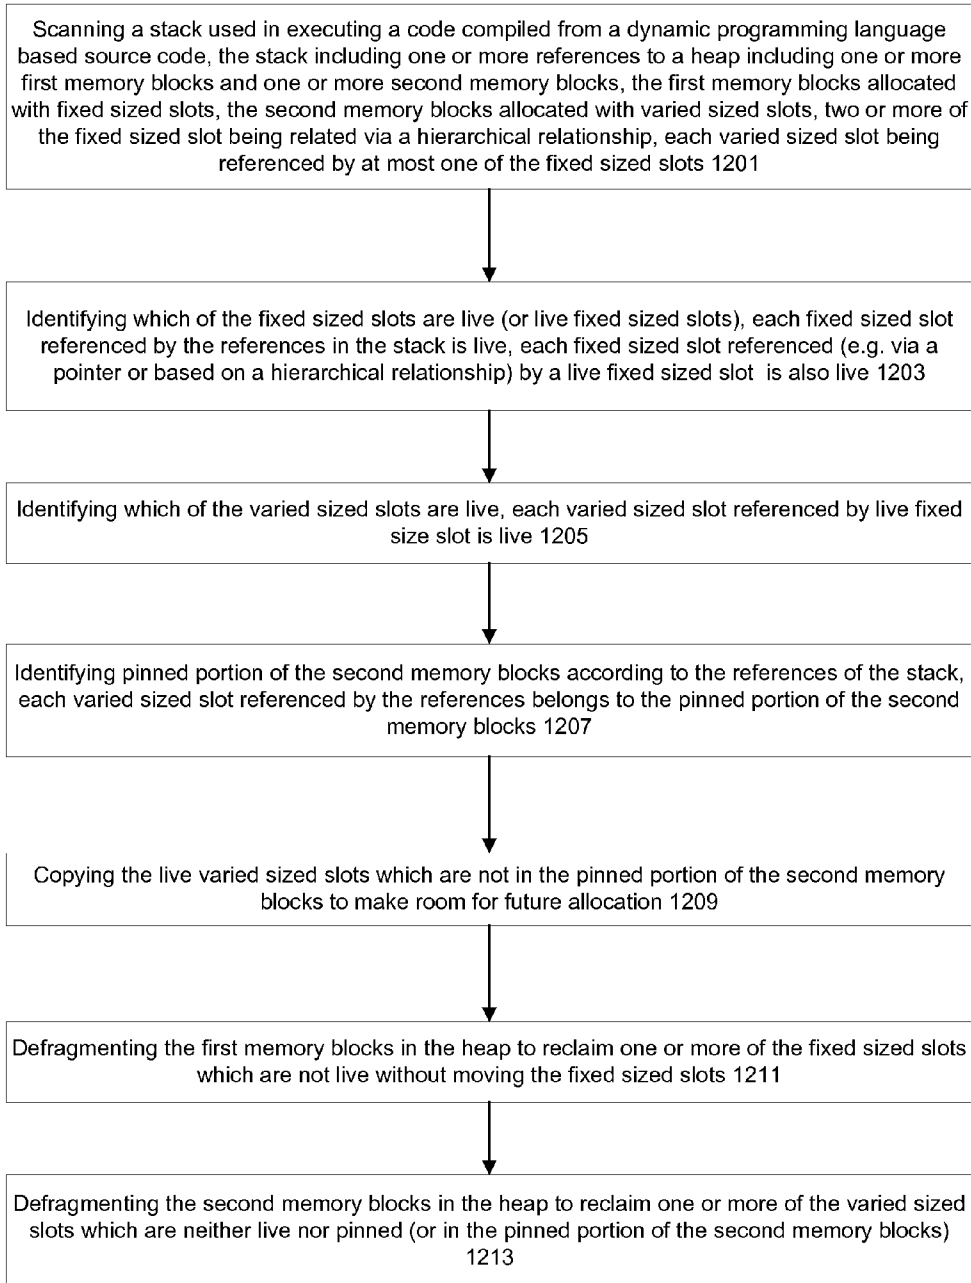 Scanning a stack used in executing a code compiled from a dynamic programming language
based source code, the stack including one or more references to a heap including one or more
first memory blocks and one or more second memory blocks, the first memory blocks allocated
with fixed sized slots, the second memory blocks allocated with varied sized slots, two or more
of the fixed sized slot being related via a hierarchical relationship, each varied sized slot being
referenced by at most one of the fixed sized slots 1201
Identifying which of the fixed sized slots are live (or live fixed sized slots), each fixed sized slot
referenced by the references in the stack is live, each fixed sized slot referenced (e.g. via a
pointer or based on a hierarchical relationship) by a live fixed sized slot is also live 1203
Identifying which of the varied sized slots are live, each varied sized slot referenced by live fixed
size slot is live 1205
Identifying pinned portion of the second memory blocks according to the references of the stack,
each varied sized slot referenced by the references belongs to the pinned portion of the second
memory blocks 1207
Copying the live varied sized slots which are not in the pinned portion of the second memory
blocks to make room for future allocation 1209
Defragmenting the first memory blocks in the heap to reclaim one or more of the fixed sized slots
which are not live without moving the fixed sized slots 1211
Defragmenting the second memory blocks in the heap to reclaim one or more of the varied sized
slots which are neither live nor pinned (or in the pinned portion of the second memory blocks)
1213